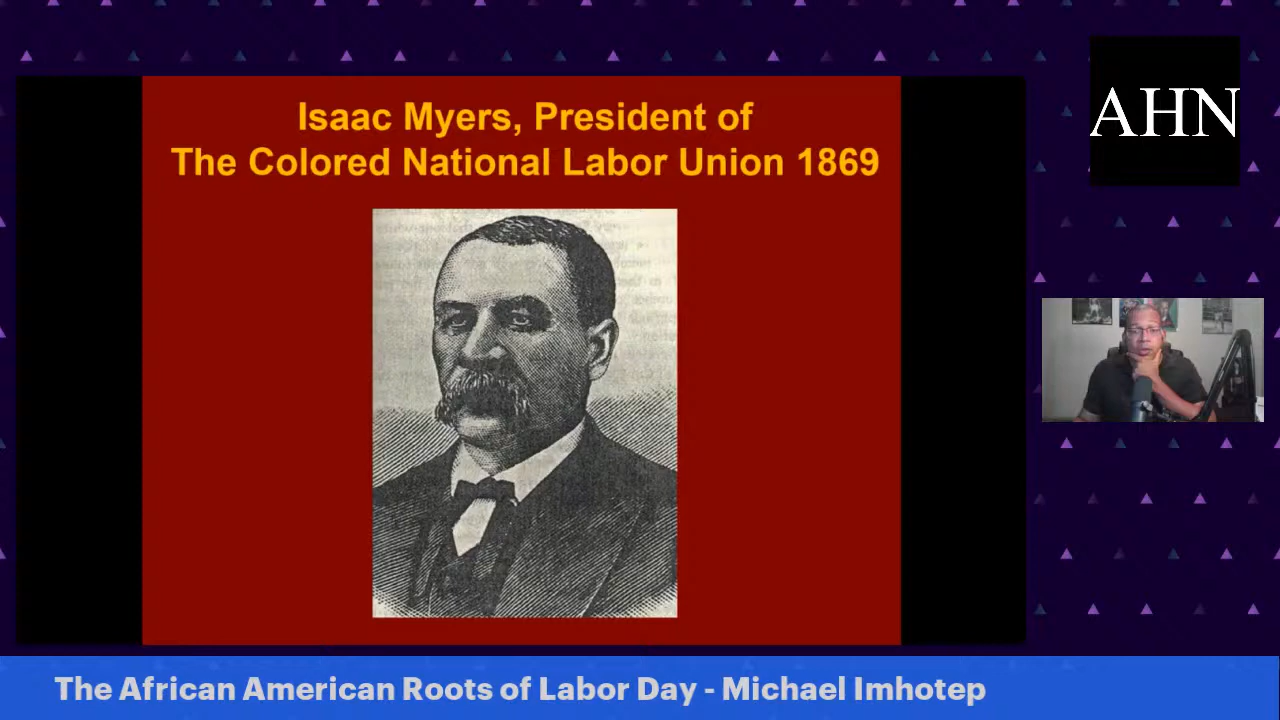 Isaac Myers, President of
The Colored National Labor Union 1869
AHN
The African American Roots of Labor Day - Michael Imhotep